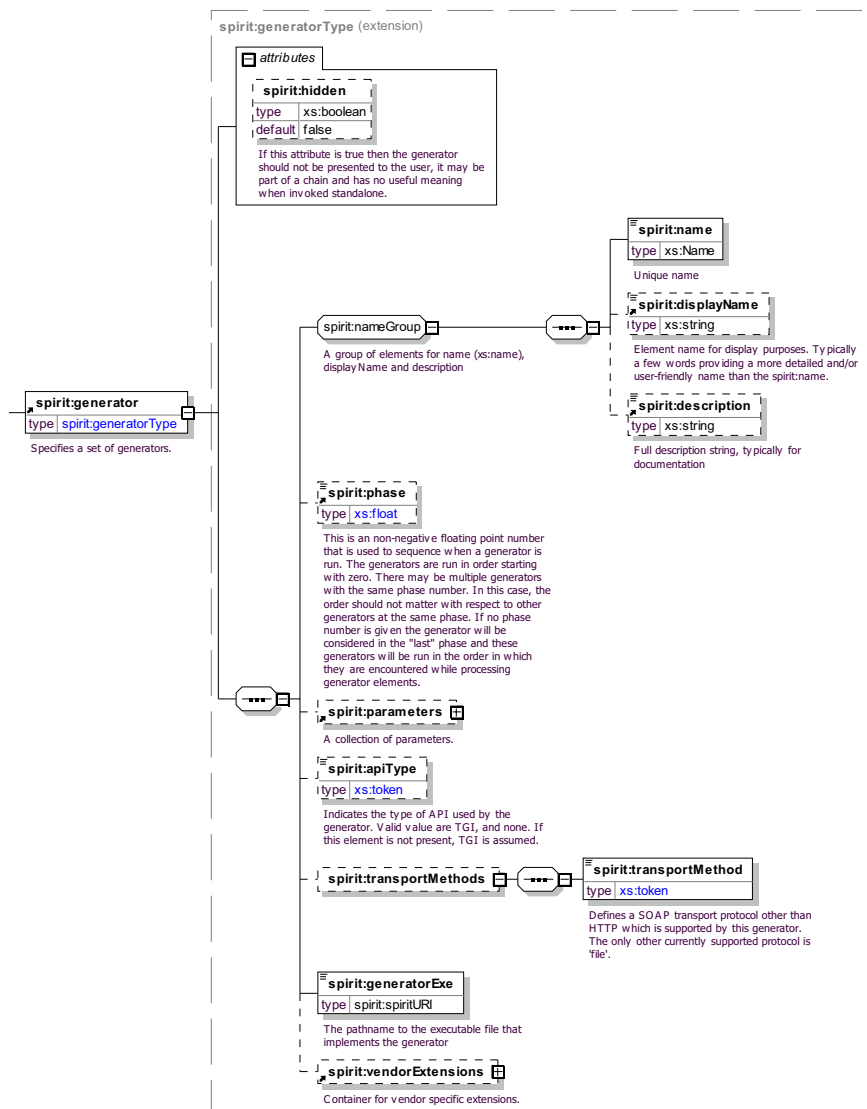 spirit:generatorType (extension)
attributes
spirit:hidden
type xs:boolean
default false
If this attribute is true then the generator
should not be presented to the user, it may be
part of a chain and has no useful meaning
when invoked standalone.
spirit:name
type xs:Name
Unique name
spirit:nameGroup
A group of elements for name (xs:name),
displayName and description
spirit:displayName
type xs:string
Element name for display purposes. Typically
a few words providing a more detailed and/or
user-friendly name than the spirit:name.
spirit:description
type xs:string
Full description string, typically for
documentation
spirit:generator
type spirit:generatorType
Specifies a set of generators.
spirit:phase
type xs:float
This is an non-negative floating point number
that is used to sequence when a generator is
run. The generators are run in order starting
with zero. There may be multiple generators
with the same phase number. In this case, the
order should not matter with respect to other
generators at the same phase. If no phase
number is given the generator will be
considered in the "last" phase and these
generators will be run in the order in which
they are encountered while processing
generator elements.
spirit:parameters
A collection of parameters.
spirit:apiType
type xs:token
Indicates the type of API used by the
generator. Valid value are TGI, and none. If
this element is not present, TGI is assumed.
spirit:transportMethods
spirit:transportMethod
type xs:token
Defines a SOAP transport protocol other than
HTTP which is supported by this generator.
The only other currently supported protocol is
'file'.
spirit:generatorExe
type spirit:spiritURI
The pathname to the executable file that
implements the generator
spirit:vendorExtensions
Container for vendor specific extensions.